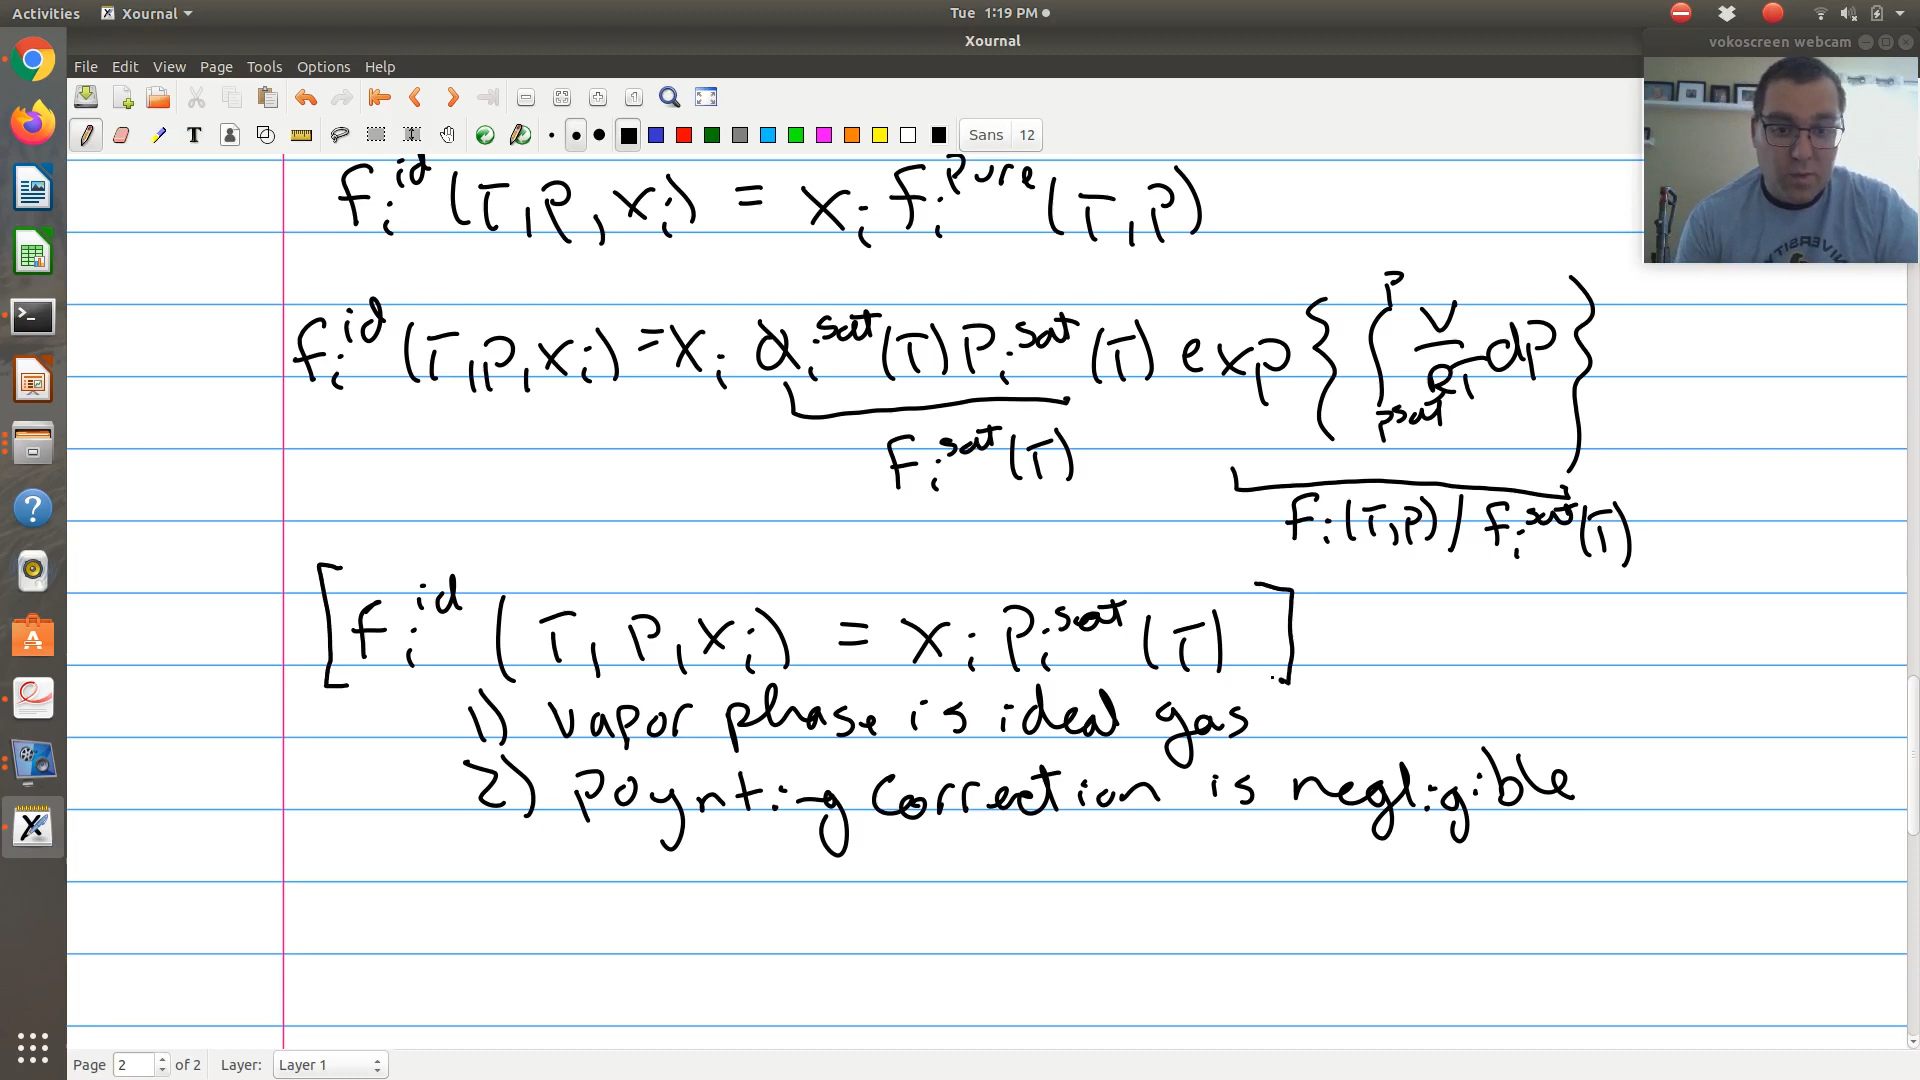 Activities Xournal Tue 1:19 PM
Xournal
vokoscreen webcam
File Edit View Page Tools Options Help
T Sans 12
f_i^id (T, P, x_i) = x_i f_i^pure (T, P)
f_i^id (T, P, x_i) = x_i ϕ_i^sat (T) P_i^sat (T) exp { ∫_Psat^P V/RT dP }
f_i^sat (T)
f_i (T, P) / f_i^sat (T)
[ f_i^id (T, P, x_i) = x_i P_i^sat (T) ]
1) vapor phase is ideal gas
2) Poynting correction is negligible
Page 2 of 2 Layer: Layer 1